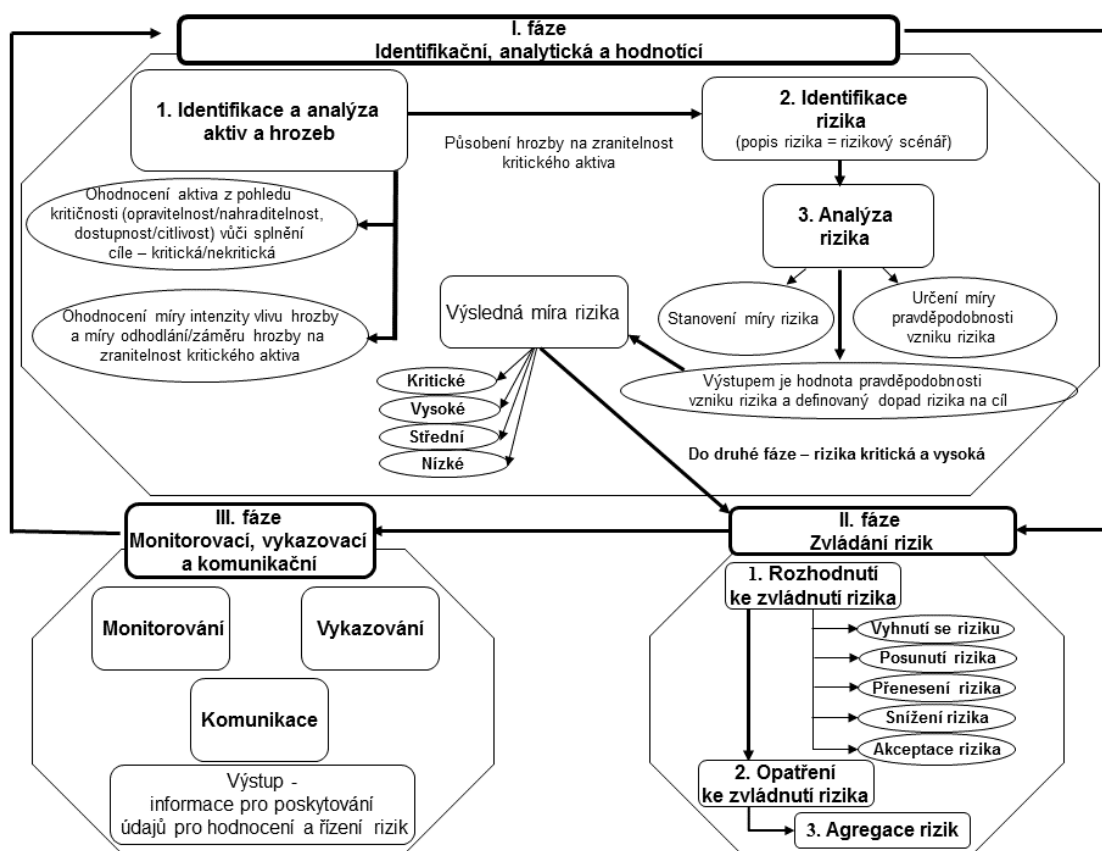 I. fáze
Identifikační, analytická a hodnotící
1. Identifikace a analýza
aktiv a hrozeb
Působení hrozby na zranitelnost
kritického aktiva
2. Identifikace
rizika
(popis rizika = rizikový scénář)
Ohodnocení aktiva z pohledu
kritičnosti (opravitelnost/nahraditelnost,
dostupnost/citlivost) vůči splnění
cíle – kritická/nekritická
3. Analýza
rizika
Ohodnocení míry intenzity vlivu hrozby
a míry odhodlání/záměru hrozby na
zranitelnost kritického aktiva
Výsledná míra rizika
Stanovení míry rizika
Určení míry
pravděpodobnosti
vzniku rizika
Kritické
Vysoké
Střední
Nízké
Výstupem je hodnota pravděpodobnosti
vzniku rizika a definovaný dopad rizika na cíl
Do druhé fáze – rizika kritická a vysoká
III. fáze
Monitorovací, vykazovací
a komunikační
Monitorování
Vykazování
Komunikace
Výstup -
informace pro poskytování
údajů pro hodnocení a řízení rizik
II. fáze
Zvládání rizik
1. Rozhodnutí
ke zvládnutí rizika
Vyhnutí se riziku
Posunutí rizika
Přenesení rizika
Snížení rizika
Akceptace rizika
2. Opatření
ke zvládnutí rizika
3. Agregace rizik